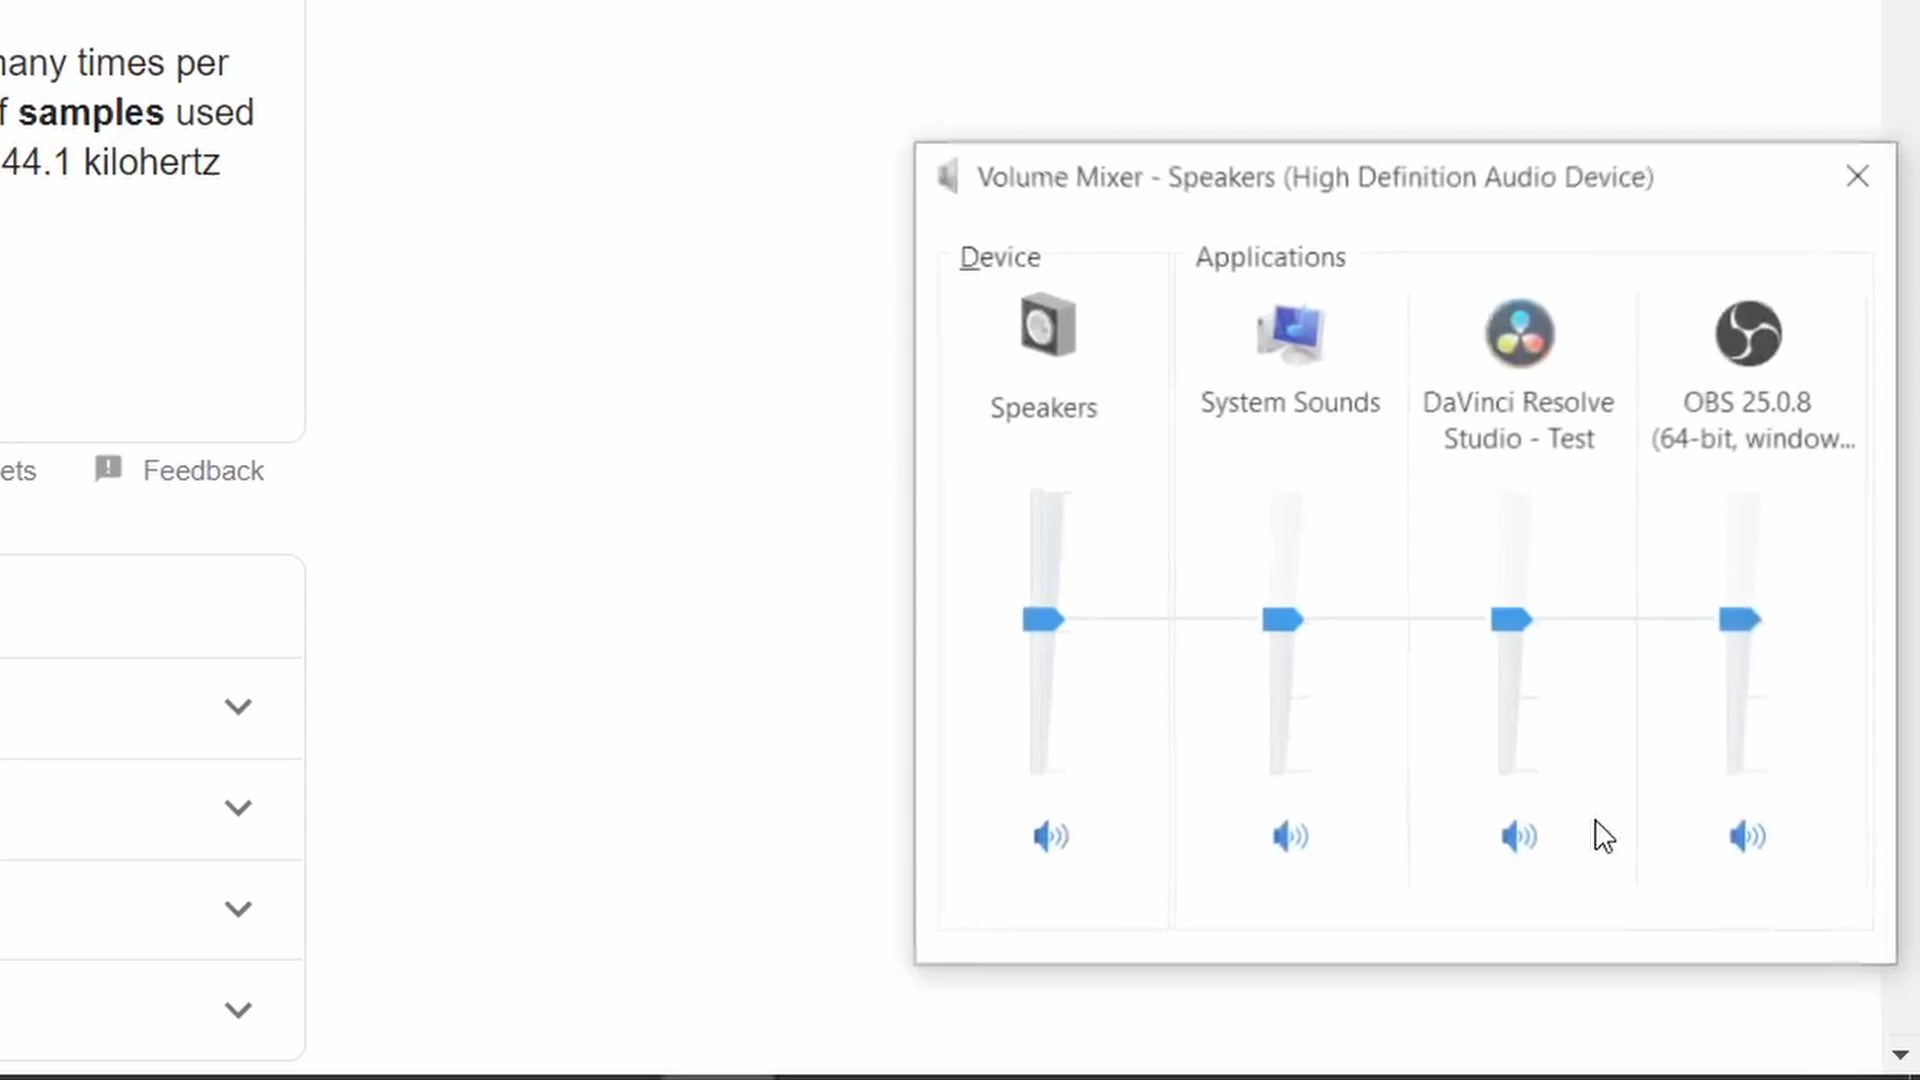 many times per
f samples used
44.1 kilohertz
ets
Feedback
Volume Mixer - Speakers (High Definition Audio Device)
Device
Applications
Speakers
System Sounds
DaVinci Resolve
Studio - Test
OBS 25.0.8
(64-bit, window...